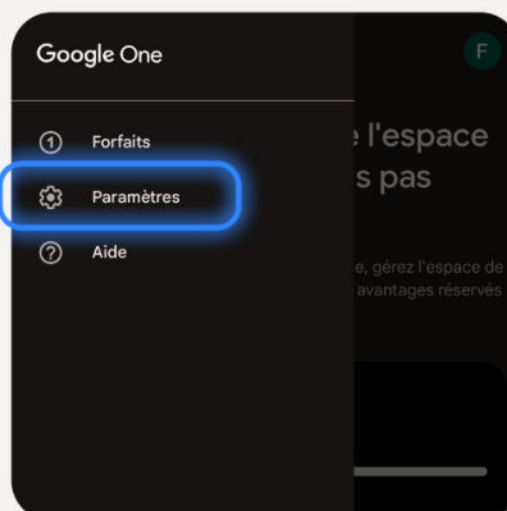 Google One
F
Forfaits
Paramètres
Aide
l'espace
s pas
e, gérez l'espace de
avantages réservés